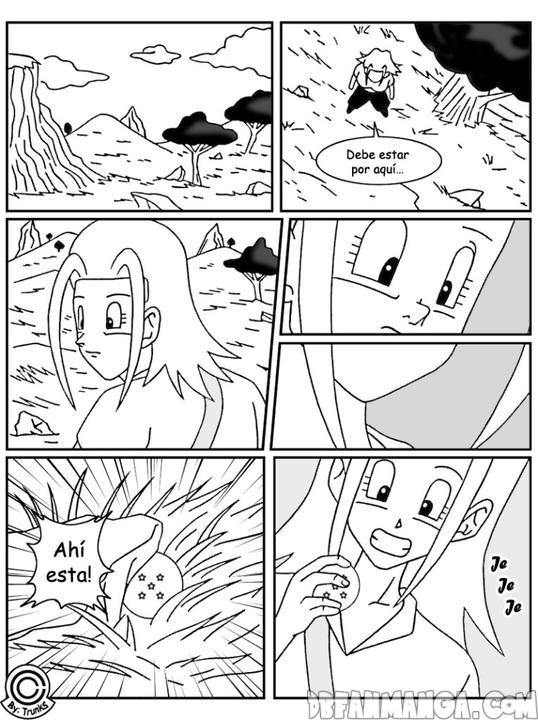 Debe estar
por aquí...
Ahí
esta!
Je
Je
Je
By: Trunks
DBFANMANGA.COM